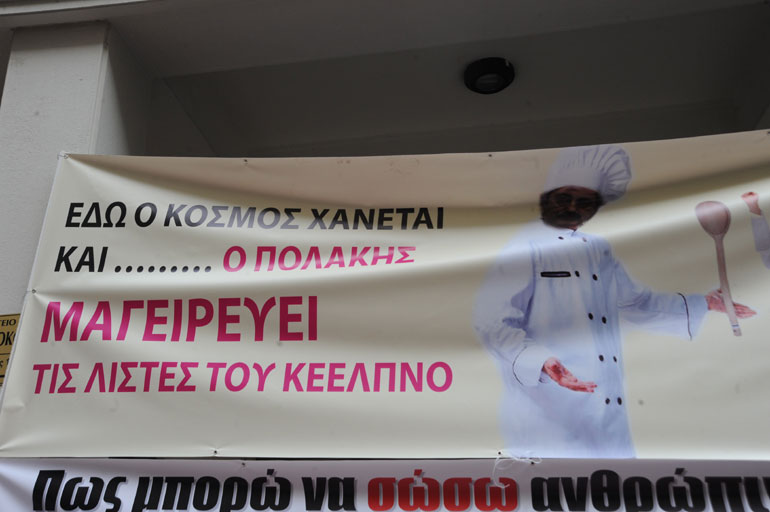 ΕΔΩ Ο ΚΟΣΜΟΣ ΧΑΝΕΤΑΙ
ΚΑΙ ......... Ο ΠΟΛΑΚΗΣ
ΜΑΓΕΙΡΕΥΕΙ
ΤΙΣ ΛΙΣΤΕΣ ΤΟΥ ΚΕΕΛΠΝΟ
Πως μπορώ να σώσω